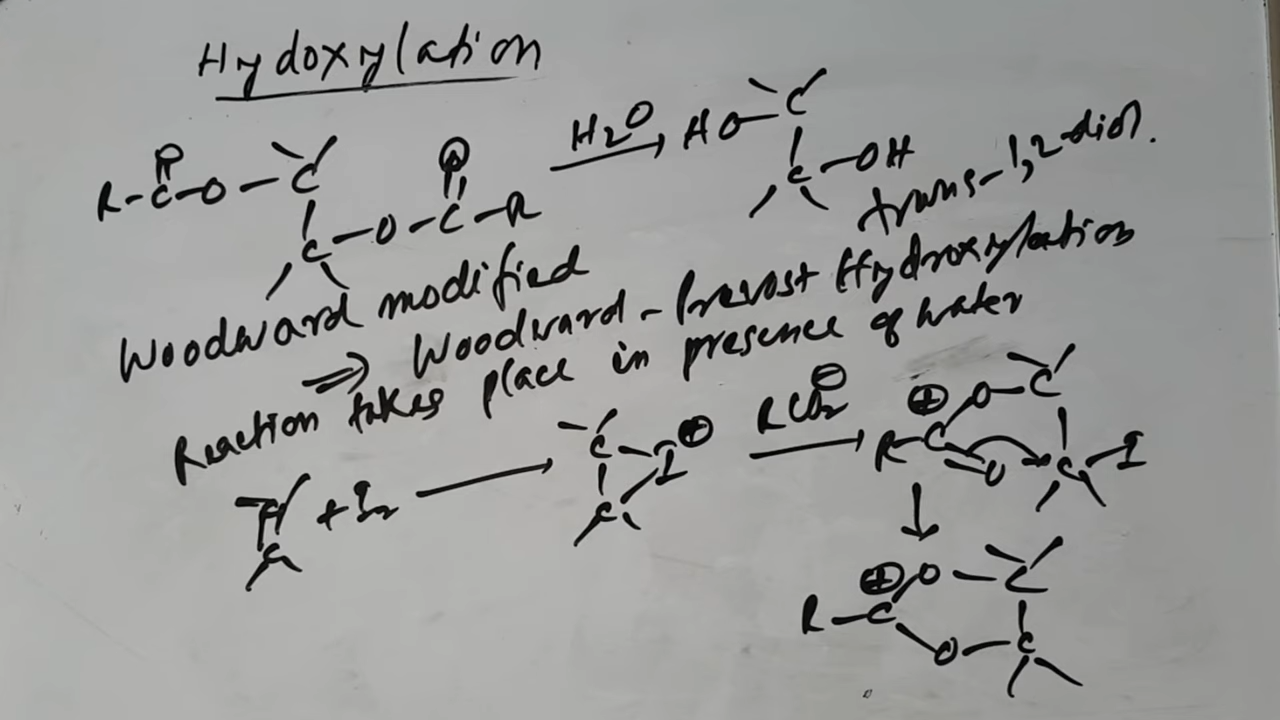 Hydoxylation
R-C-O-C O H2O HO-C
O C-O-C-R C-OH
trans-1,2-diol.
Woodward modified
⇒ Woodward-Prevost Hydroxylation
Reaction takes place in presence of water
+ I2 C I ⊕ RCO2⊖ R-C ⊕ O-C
C O C-I
R-C ⊕ O-C
O-C